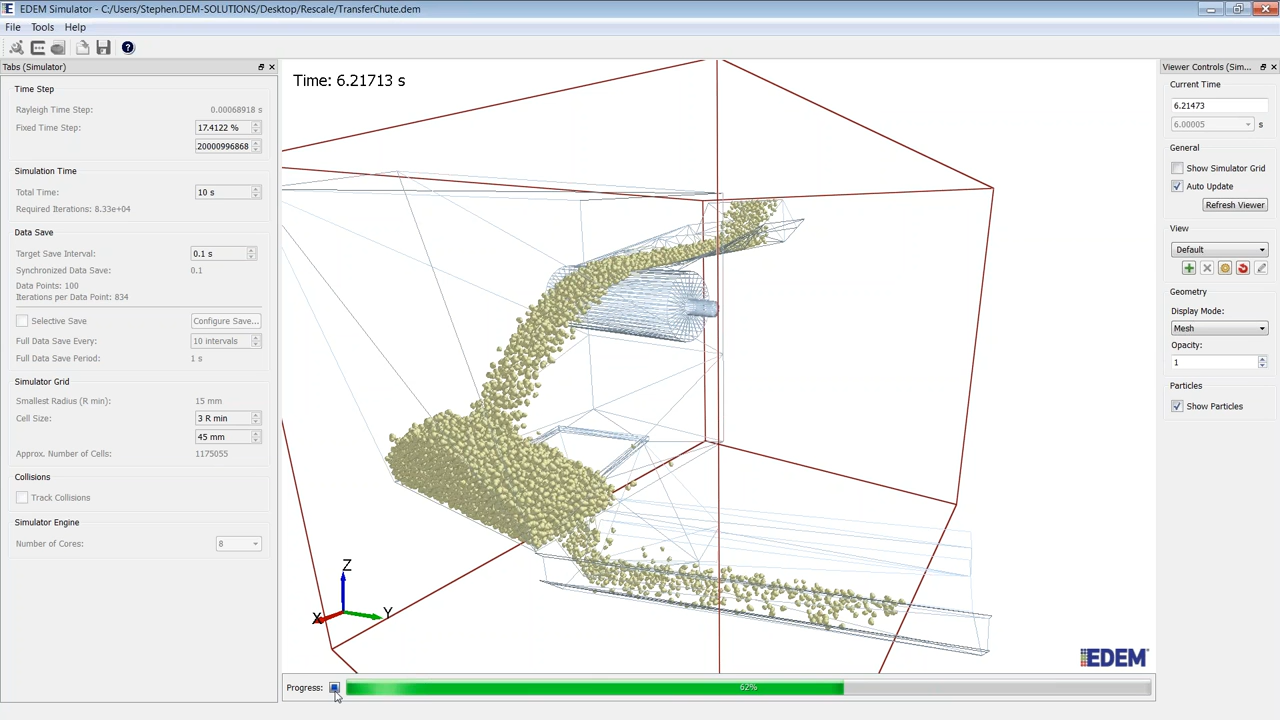 EDEM Simulator - C:/Users/Stephen.DEM-SOLUTIONS/Desktop/Rescale/TransferChute.dem
File Tools Help
Tabs (Simulator)
Time Step
Rayleigh Time Step: 0.00068918 s
Fixed Time Step: 17.4122 %
20000996868
Simulation Time
Total Time: 10 s
Required Iterations: 8.33e+04
Data Save
Target Save Interval: 0.1 s
Synchronized Data Save: 0.1
Data Points: 100
Iterations per Data Point: 834
Selective Save Configure Save...
Full Data Save Every: 10 intervals
Full Data Save Period: 1 s
Simulator Grid
Smallest Radius (R min): 15 mm
Cell Size: 3 R min
45 mm
Approx. Number of Cells: 1175055
Collisions
Track Collisions
Simulator Engine
Number of Cores: 8
Time: 6.21713 s
Z
X
Y
EDEM
Progress: 62%
Viewer Controls (Sim...
Current Time
6.21473
6.00005 s
General
Show Simulator Grid
Auto Update
Refresh Viewer
View
Default
Geometry
Display Mode:
Mesh
Opacity:
1
Particles
Show Particles